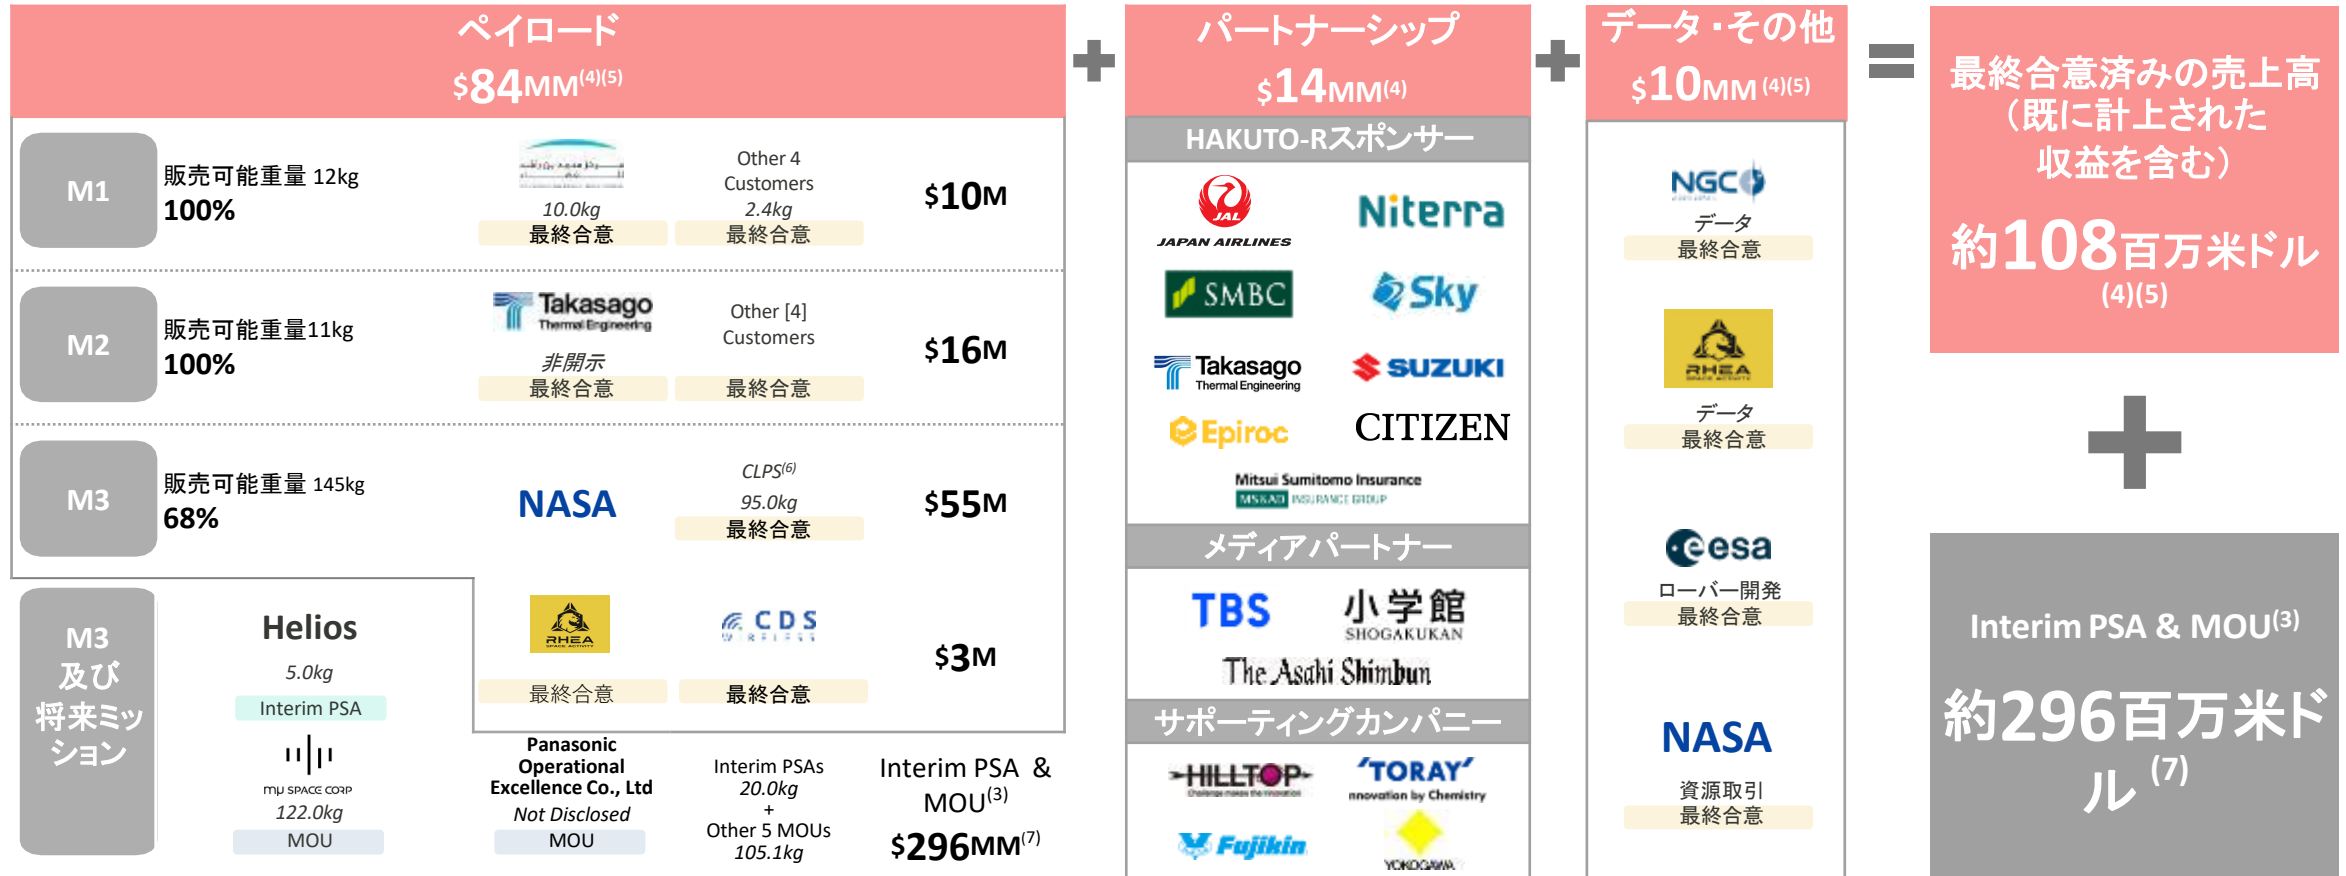 ペイロード
$84MM(4)(5)
M1
販売可能重量 12kg
100%
10.0kg
最終合意
Other 4
Customers
2.4kg
最終合意
$10M
M2
販売可能重量11kg
100%
Takasago
Thermal Engineering
非開示
最終合意
Other [4]
Customers
最終合意
$16M
M3
販売可能重量 145kg
68%
NASA
CLPS(6)
95.0kg
最終合意
$55M
M3
及び
将来ミッ
ション
Helios
5.0kg
Interim PSA
mµ SPACE CORP
122.0kg
MOU
RHEA
SPACE ACTIVITY
最終合意
CDS
WIRELESS
最終合意
$3M
Panasonic
Operational
Excellence Co., Ltd
Not Disclosed
MOU
Interim PSAs
20.0kg
+
Other 5 MOUs
105.1kg
Interim PSA &
MOU(3)
$296MM(7)
+
パートナーシップ
$14MM(4)
HAKUTO-Rスポンサー
JAL
JAPAN AIRLINES
Niterra
SMBC
Sky
Takasago
Thermal Engineering
SUZUKI
Epiroc
CITIZEN
Mitsui Sumitomo Insurance
MS&AD INSURANCE GROUP
メディアパートナー
TBS
小学館
SHOGAKUKAN
The Asahi Shimbun
サポーティングカンパニー
HILLTOP
'TORAY'
Innovation by Chemistry
Fujikin
YOKOGAWA
+
データ・その他
$10MM (4)(5)
NGC
データ
最終合意
RHEA
SPACE ACTIVITY
データ
最終合意
esa
ローバー開発
最終合意
NASA
資源取引
最終合意
=
最終合意済みの売上高
（既に計上された
収益を含む）
約108百万米ドル
(4)(5)
+
Interim PSA & MOU(3)
約296百万米ド
ル(7)